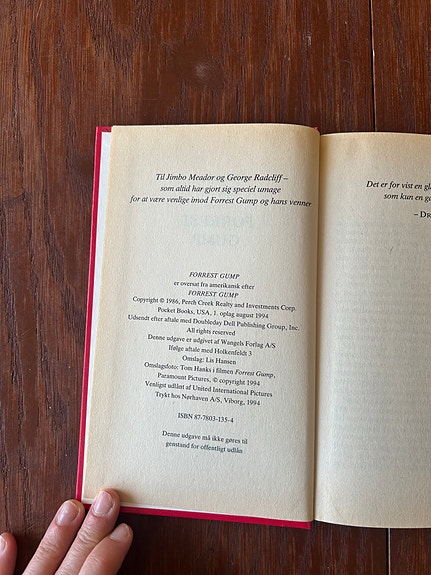 Til Jimbo Meador og George Radcliff –
som altid har gjort sig speciel umage
for at være venlige imod Forrest Gump og hans venner
FORREST GUMP
er oversat fra amerikansk efter
FORREST GUMP
Copyright © 1986, Perch Creek Realty and Investments Corp.
Pocket Books, USA, 1. oplag august 1994
Udsendt efter aftale med Doubleday Dell Publishing Group, Inc.
All rights reserved
Denne udgave er udgivet af Wangels Forlag A/S
Ifølge aftale med Holkenfeldt 3
Omslag: Lis Hansen
Omslagsfoto: Tom Hanks i filmen Forrest Gump,
Paramount Pictures, © copyright 1994
Venligst udlånt af United International Pictures
Trykt hos Nørhaven A/S, Viborg, 1994
ISBN 87-7803-135-4
Denne udgave må ikke gøres til
genstand for offentligt udlån
Det er for vist en gl
som kun en ga
– DR